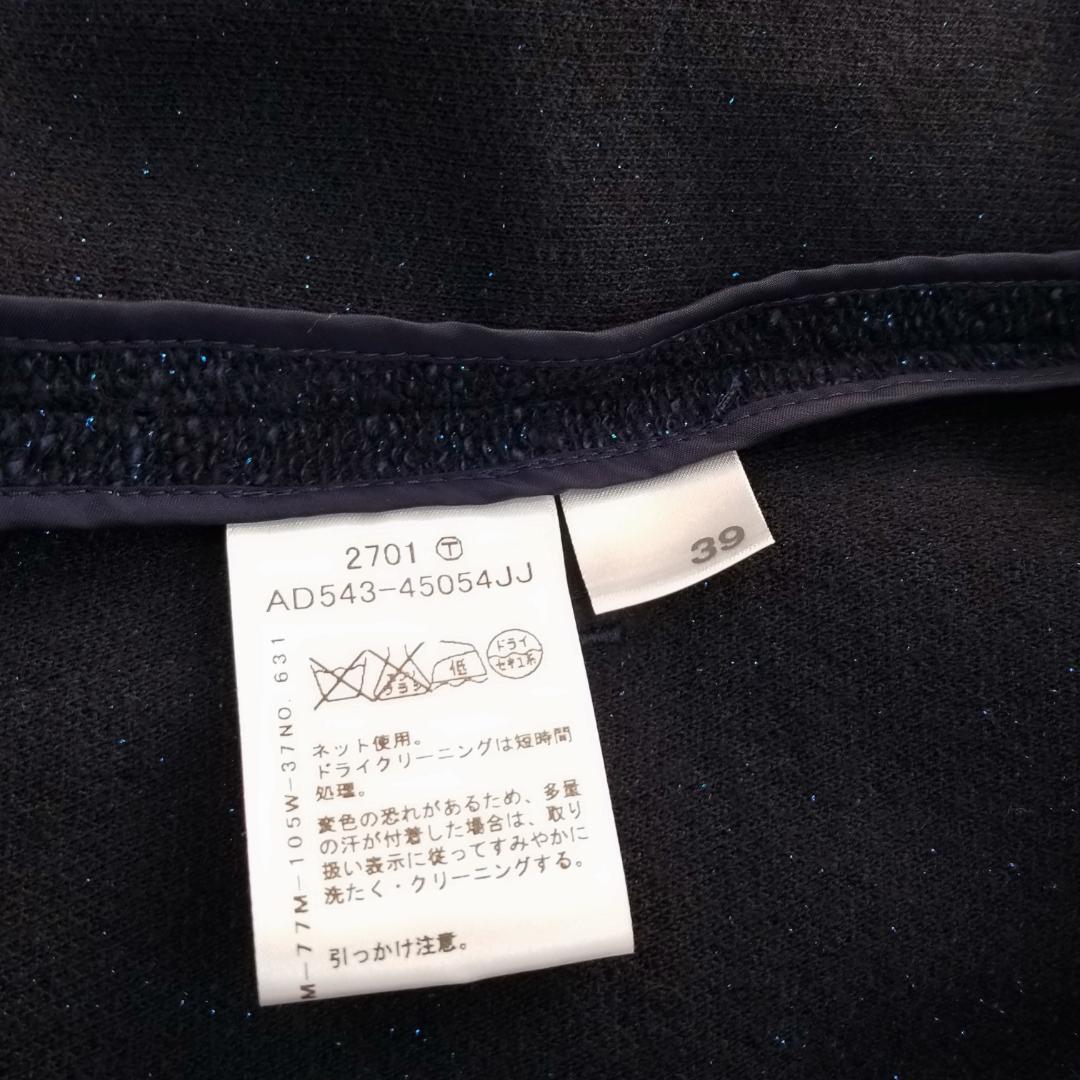 2701 Ⓣ
AD543-45054JJ
低
ドライ
セキユ系
ネット使用。
ドライクリーニングは短時間
処理。
変色の恐れがあるため、多量
の汗が付着した場合は、取り
扱い表示に従ってすみやかに
洗たく・クリーニングする。
引っかけ注意。
M-77M-105W-37NO. 631
39